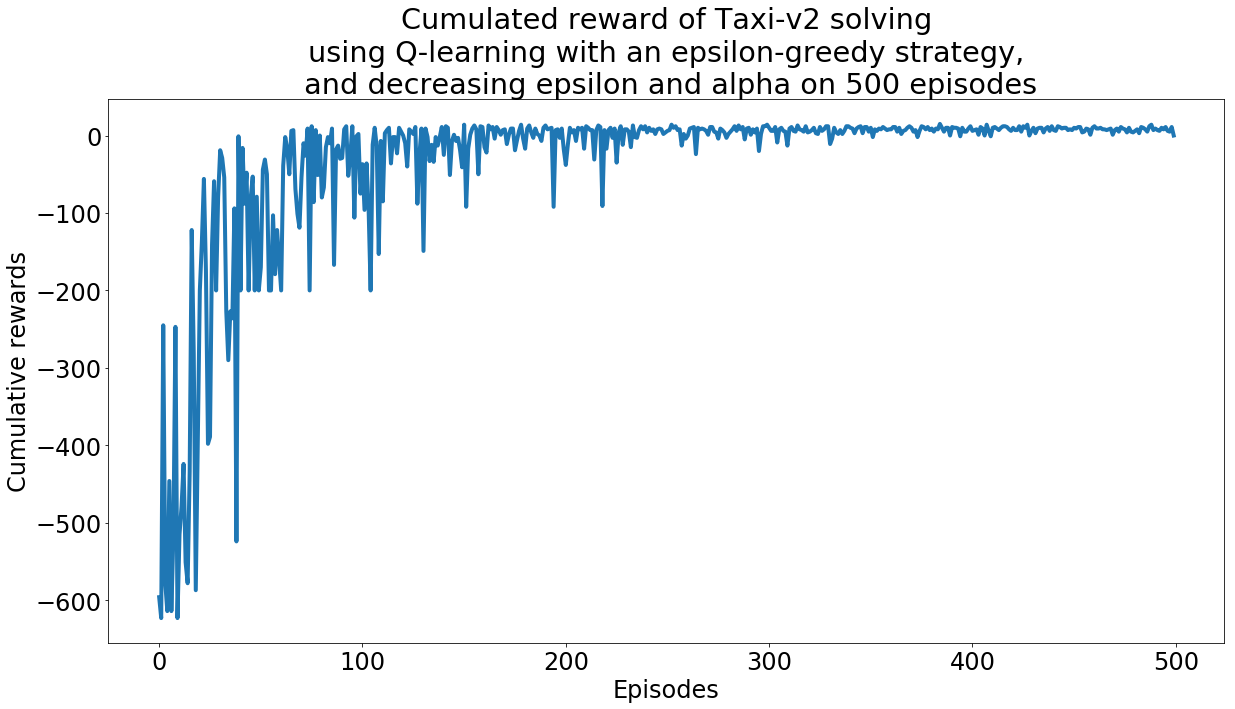 Cumulated reward of Taxi-v2 solving
using Q-learning with an epsilon-greedy strategy,
and decreasing epsilon and alpha on 500 episodes
Cumulative rewards
0
−100
−200
−300
−400
−500
−600
0 100 200 300 400 500
Episodes